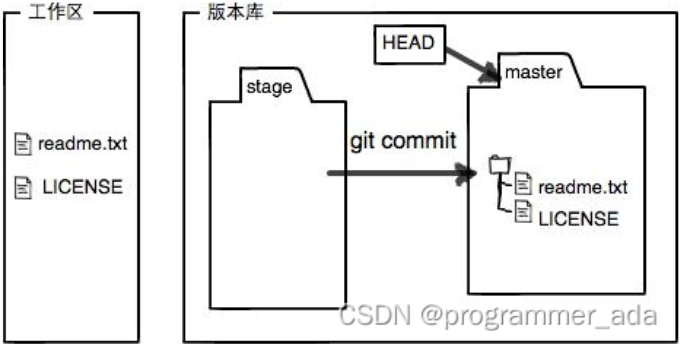 工作区
版本库
HEAD
stage
master
readme.txt
git commit
LICENSE
readme.txt
LICENSE
CSDN @programmer_ada